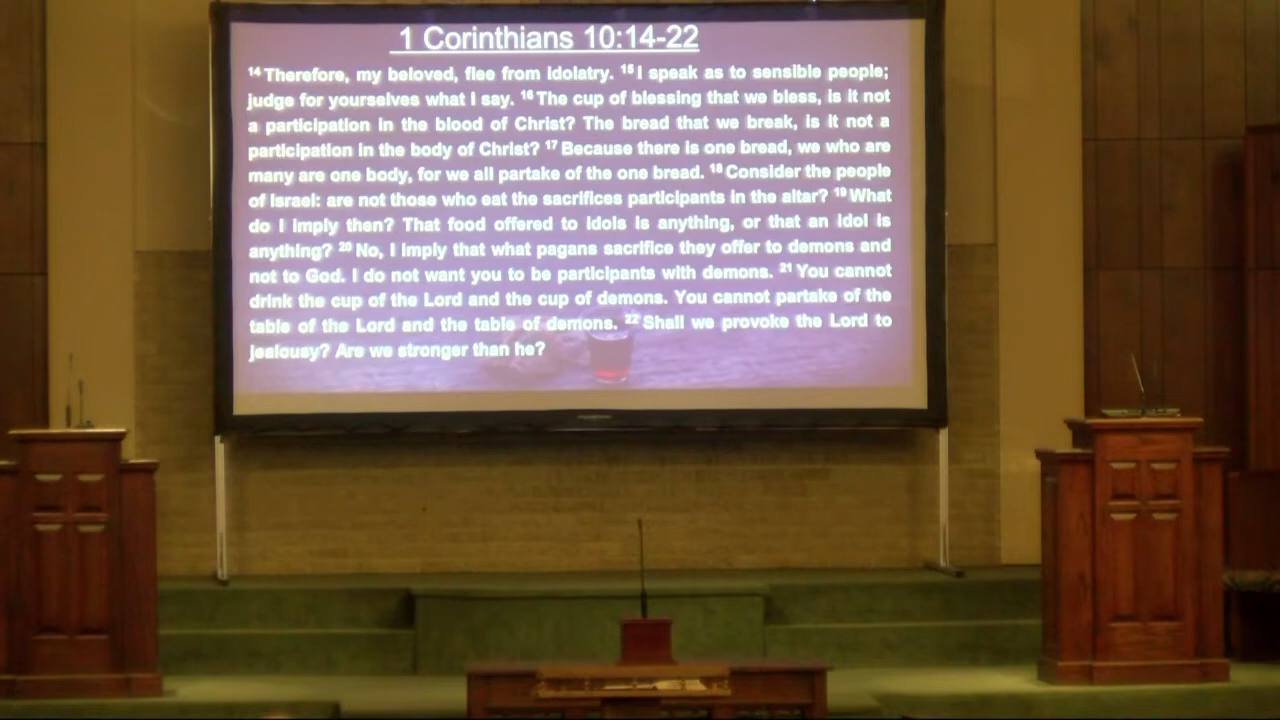 1 Corinthians 10:14-22
¹⁴ Therefore, my beloved, flee from idolatry. ¹⁵ I speak as to sensible people;
judge for yourselves what I say. ¹⁶ The cup of blessing that we bless, is it not
a participation in the blood of Christ? The bread that we break, is it not a
participation in the body of Christ? ¹⁷ Because there is one bread, we who are
many are one body, for we all partake of the one bread. ¹⁸ Consider the people
of Israel: are not those who eat the sacrifices participants in the altar? ¹⁹ What
do I imply then? That food offered to idols is anything, or that an idol is
anything? ²⁰ No, I imply that what pagans sacrifice they offer to demons and
not to God. I do not want you to be participants with demons. ²¹ You cannot
drink the cup of the Lord and the cup of demons. You cannot partake of the
table of the Lord and the table of demons. ²² Shall we provoke the Lord to
jealousy? Are we stronger than he?